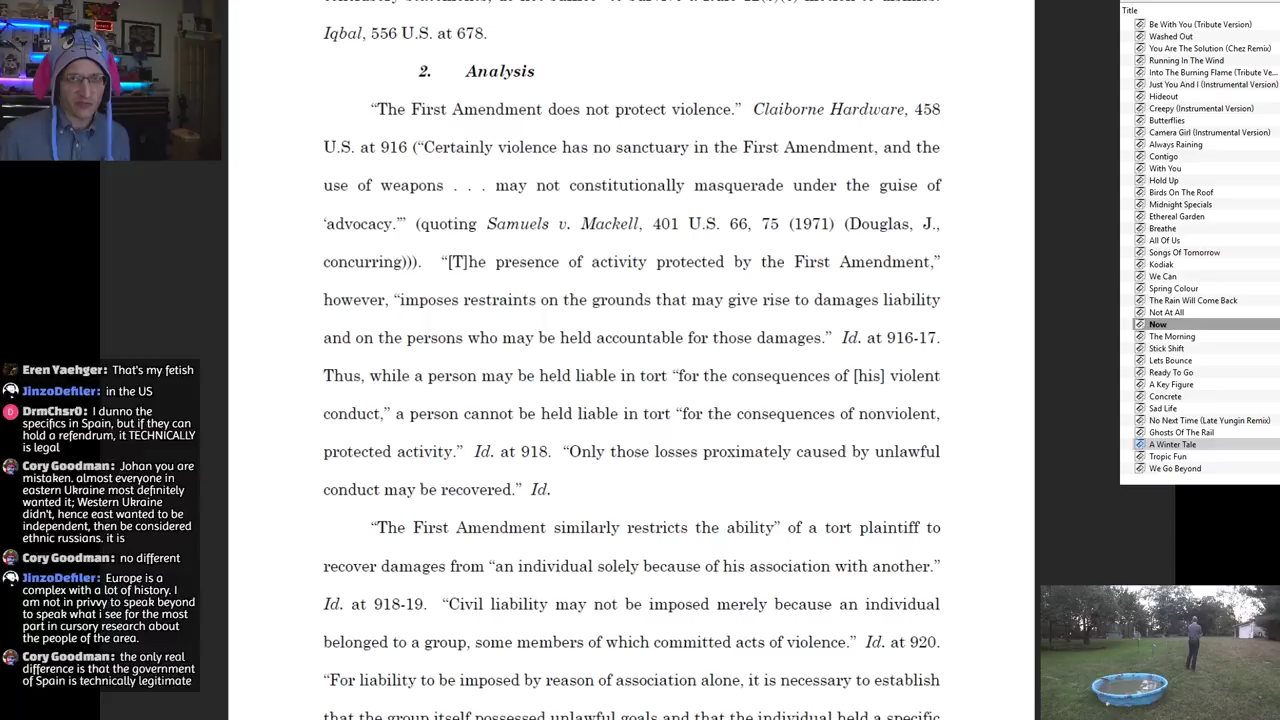 Iqbal, 556 U.S. at 678.
2. Analysis
“The First Amendment does not protect violence.” Claiborne Hardware, 458
U.S. at 916 (“Certainly violence has no sanctuary in the First Amendment, and the
use of weapons . . . may not constitutionally masquerade under the guise of
‘advocacy.’” (quoting Samuels v. Mackell, 401 U.S. 66, 75 (1971) (Douglas, J.,
concurring))). “[T]he presence of activity protected by the First Amendment,”
however, “imposes restraints on the grounds that may give rise to damages liability
and on the persons who may be held accountable for those damages.” Id. at 916-17.
Thus, while a person may be held liable in tort “for the consequences of [his] violent
conduct,” a person cannot be held liable in tort “for the consequences of nonviolent,
protected activity.” Id. at 918. “Only those losses proximately caused by unlawful
conduct may be recovered.” Id.
“The First Amendment similarly restricts the ability” of a tort plaintiff to
recover damages from “an individual solely because of his association with another.”
Id. at 918-19. “Civil liability may not be imposed merely because an individual
belonged to a group, some members of which committed acts of violence.” Id. at 920.
“For liability to be imposed by reason of association alone, it is necessary to establish
that the group itself possessed unlawful goals and that the individual held a specific
Eren Yaehger: That's my fetish
JinzoDefiler: in the US
DrmChsr0: I dunno the
specifics in Spain, but if they can
hold a refendrum, it TECHNICALLY
is legal
Cory Goodman: Johan you are
mistaken. almost everyone in
eastern Ukraine most definitely
wanted it; Western Ukraine
didn't, hence east wanted to be
independent, then be considered
ethnic russians. it is
Cory Goodman: no different
JinzoDefiler: Europe is a
complex with a lot of history. I
am not in privvy to speak beyond
to speak what i see for the most
part in cursory research about
the people of the area.
Cory Goodman: the only real
difference is that the government
of Spain is technically legitimate
Title
Be With You (Tribute Version)
Washed Out
You Are The Solution (Chez Remix)
Running In The Wind
Into The Burning Flame (Tribute Ve...
Just You And I (Instrumental Version)
Hideout
Creepy (Instrumental Version)
Butterflies
Camera Girl (Instrumental Version)
Always Raining
Contigo
With You
Hold Up
Birds On The Roof
Midnight Specials
Ethereal Garden
Breathe
All Of Us
Songs Of Tomorrow
Kodiak
We Can
Spring Colour
The Rain Will Come Back
Not At All
Now
The Morning
Stick Shift
Lets Bounce
Ready To Go
A Key Figure
Concrete
Sad Life
No Next Time (Late Yungin Remix)
Ghosts Of The Rail
A Winter Tale
Tropic Fun
We Go Beyond